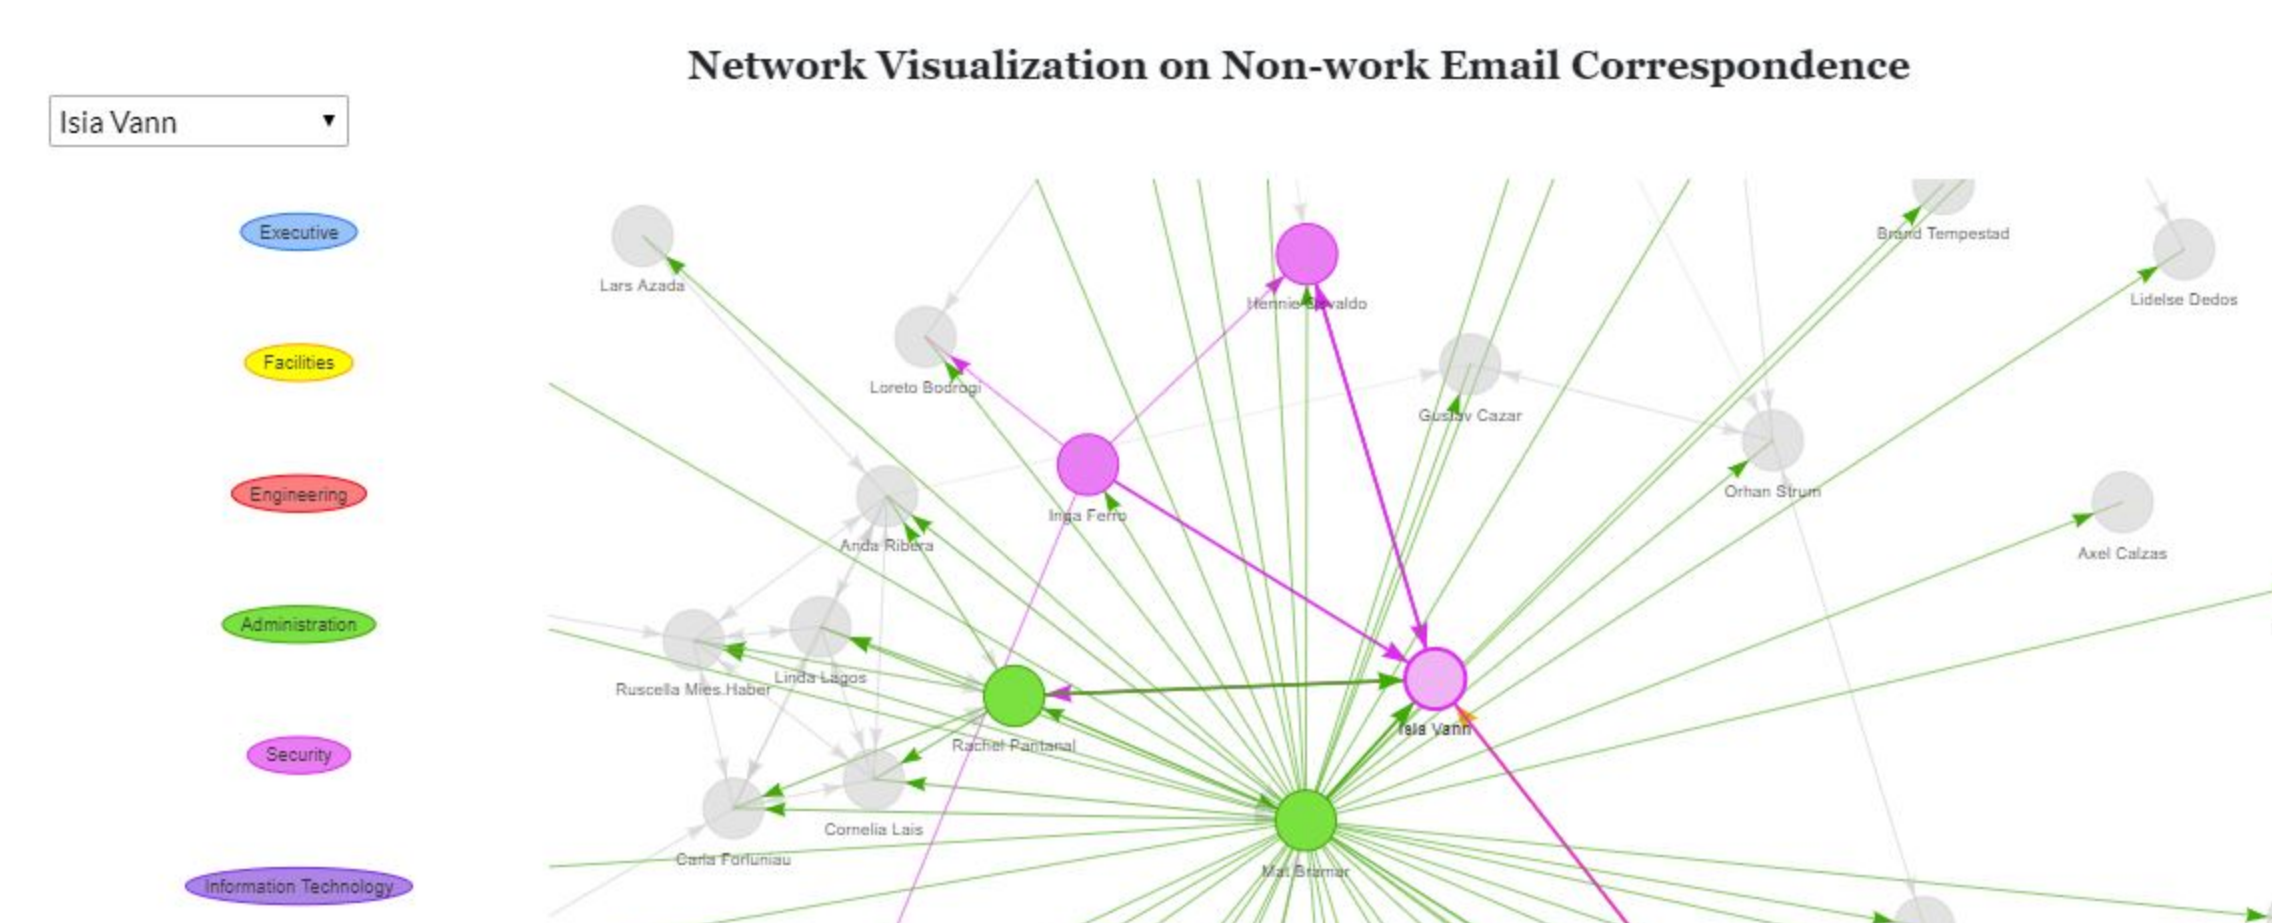 Network Visualization on Non-work Email Correspondence
Isia Vann
Executive
Facilities
Engineering
Administration
Security
Information Technology
Brand Tempestad
Lars Azada
Lidelse Dedos
Hennie Osvaldo
Loreto Bodrogi
Gustav Cazar
Orhan Strum
Inga Ferro
Anda Ribera
Axel Calzas
Linda Lagos
Ruscella Mies.Haber
Isia Vann
Rachel Pantanal
Cornelia Lais
Carla Forluniau
Mat Bramar